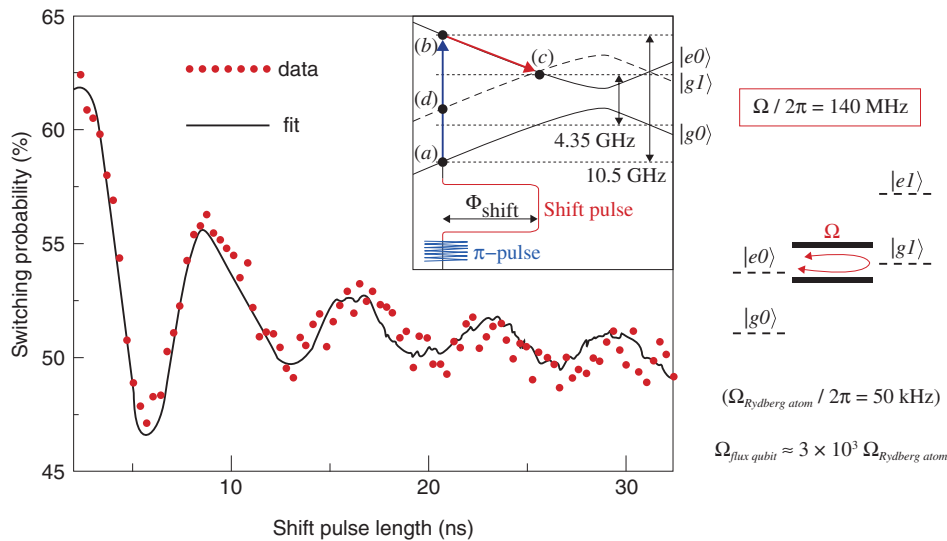 Switching probability (%)
65
60
55
50
45
10
20
30
Shift pulse length (ns)
data
fit
(b)
(c)
(d)
(a)
|e0⟩
|g1⟩
|g0⟩
4.35 GHz
10.5 GHz
Φshift
Shift pulse
π−pulse
Ω / 2π = 140 MHz
|e1⟩
Ω
|e0⟩
|g1⟩
|g0⟩
(ΩRydberg atom / 2π = 50 kHz)
Ωflux qubit ≈ 3 × 10³ ΩRydberg atom